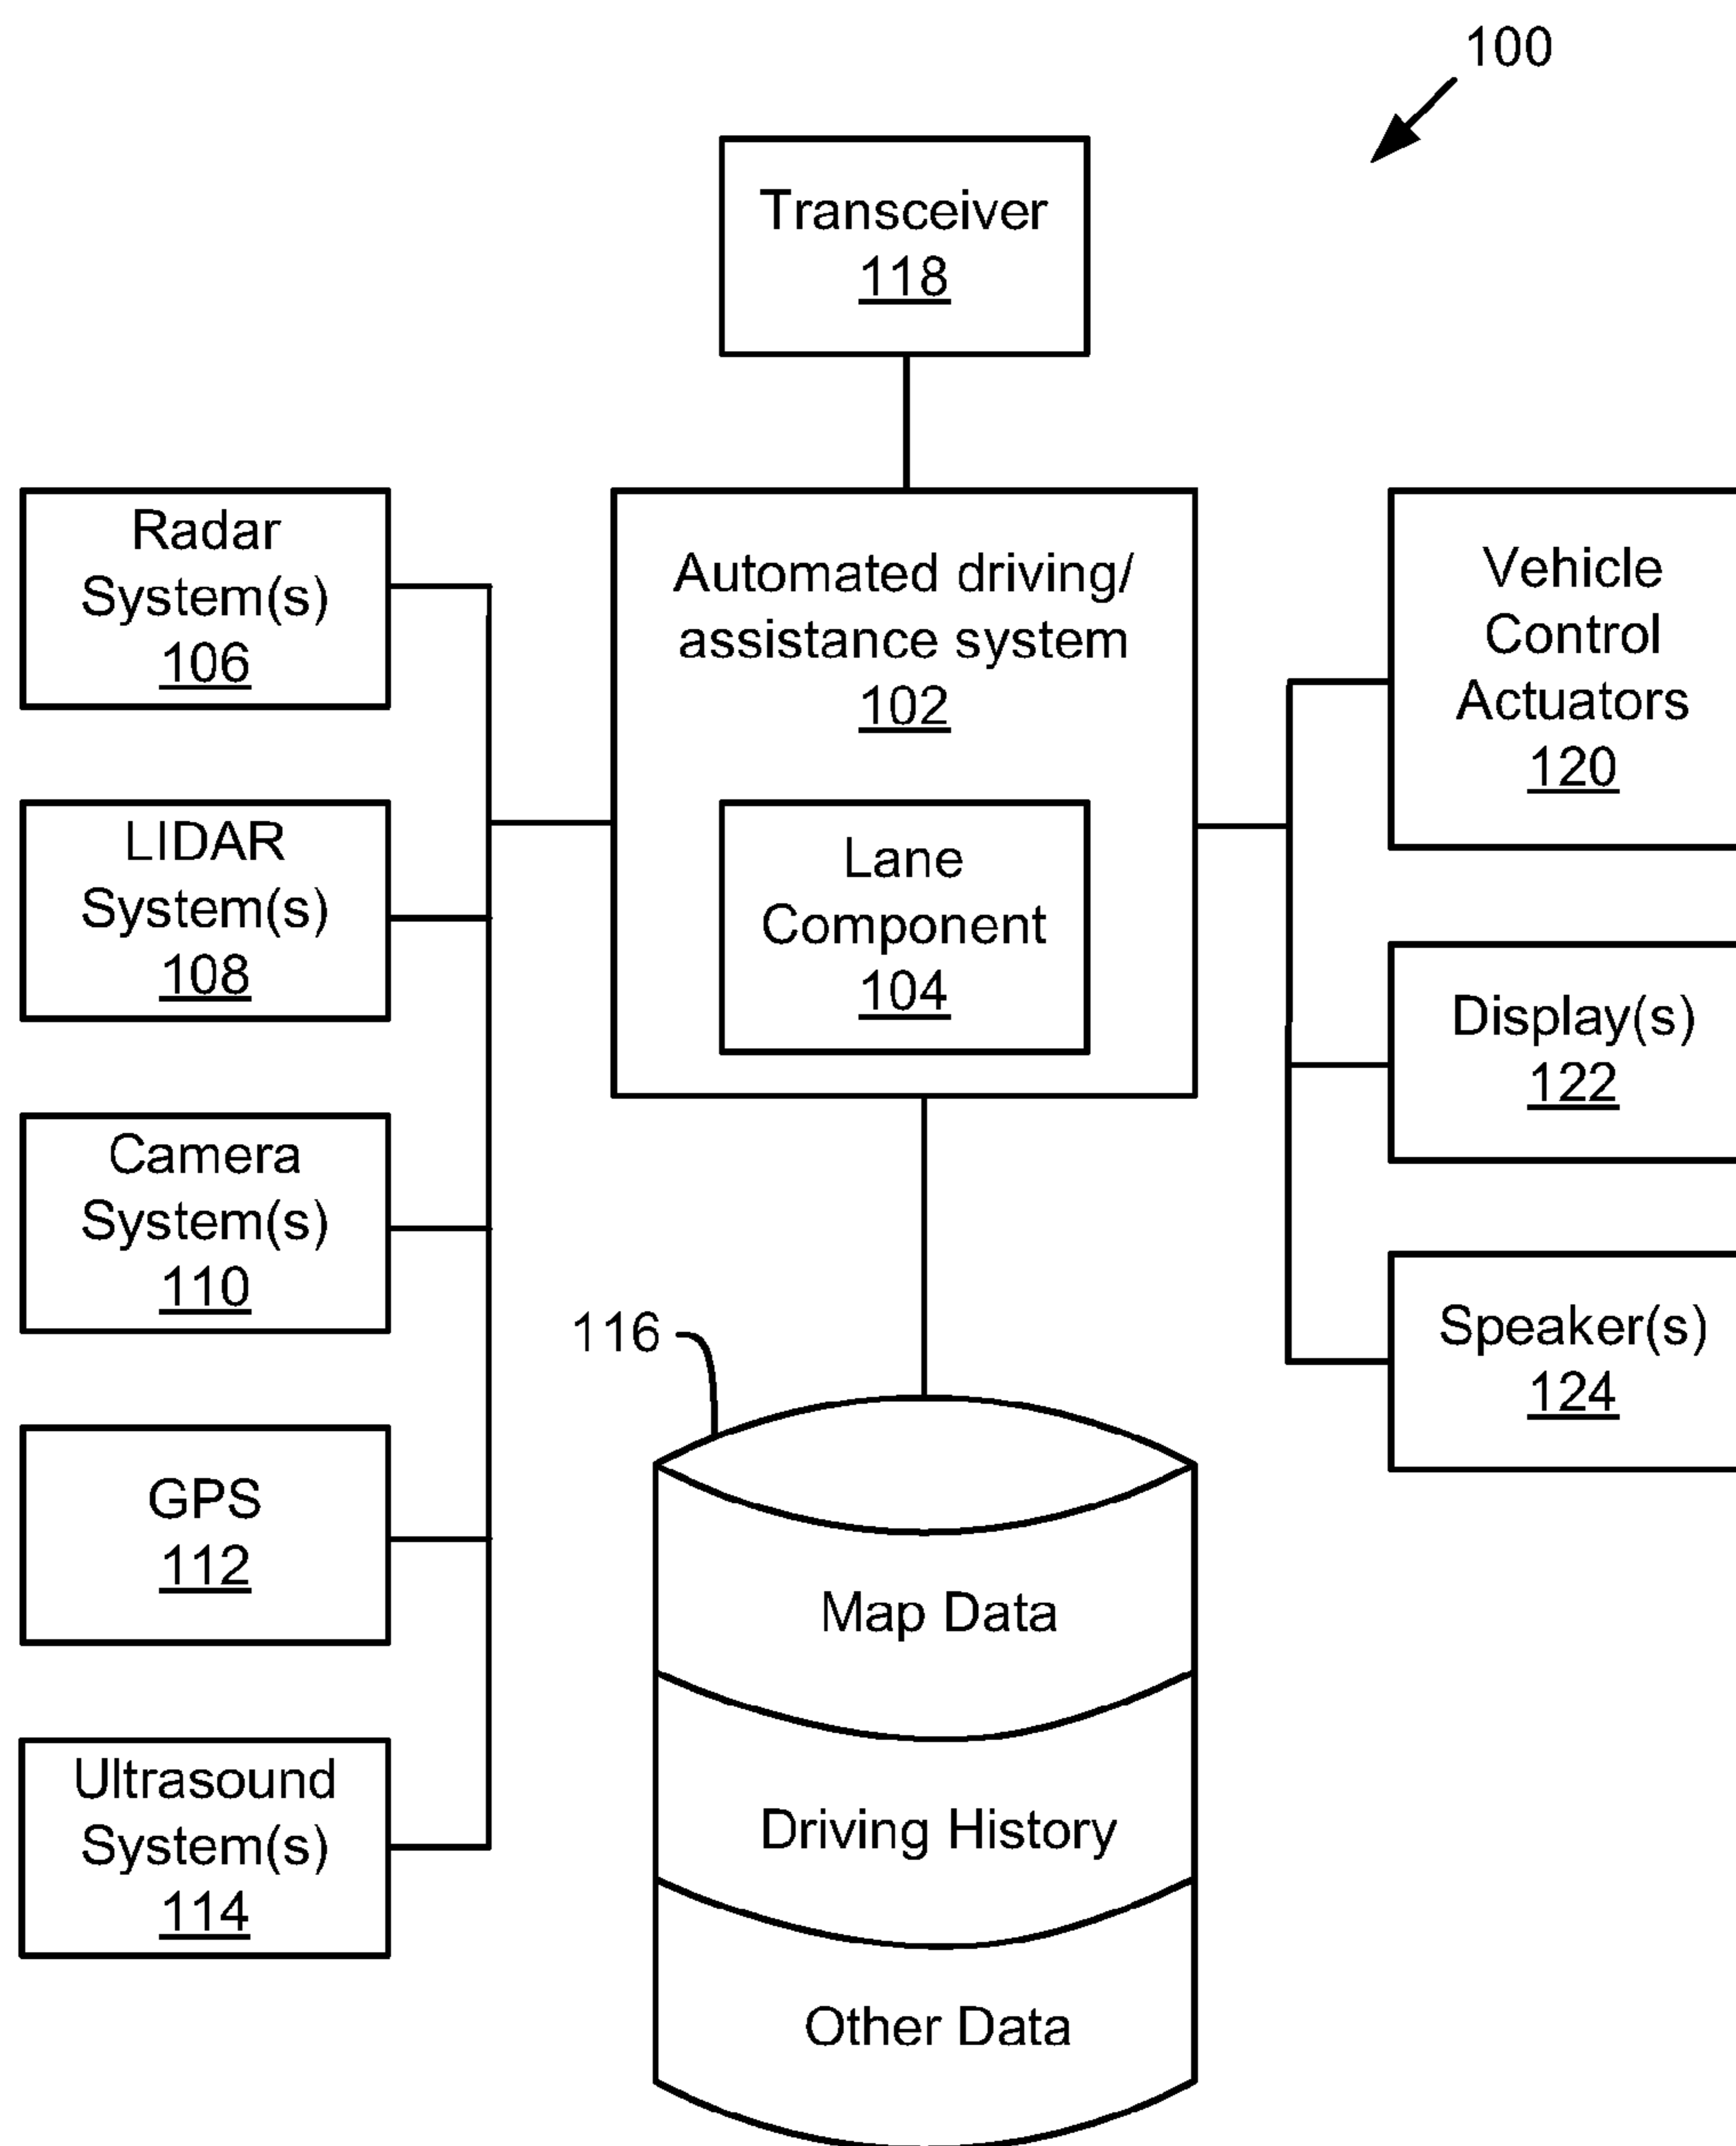 100
Transceiver
118
Radar
System(s)
106
LIDAR
System(s)
108
Camera
System(s)
110
GPS
112
Ultrasound
System(s)
114
Automated driving/
assistance system
102
Lane
Component
104
Vehicle
Control
Actuators
120
Display(s)
122
Speaker(s)
124
116
Map Data
Driving History
Other Data